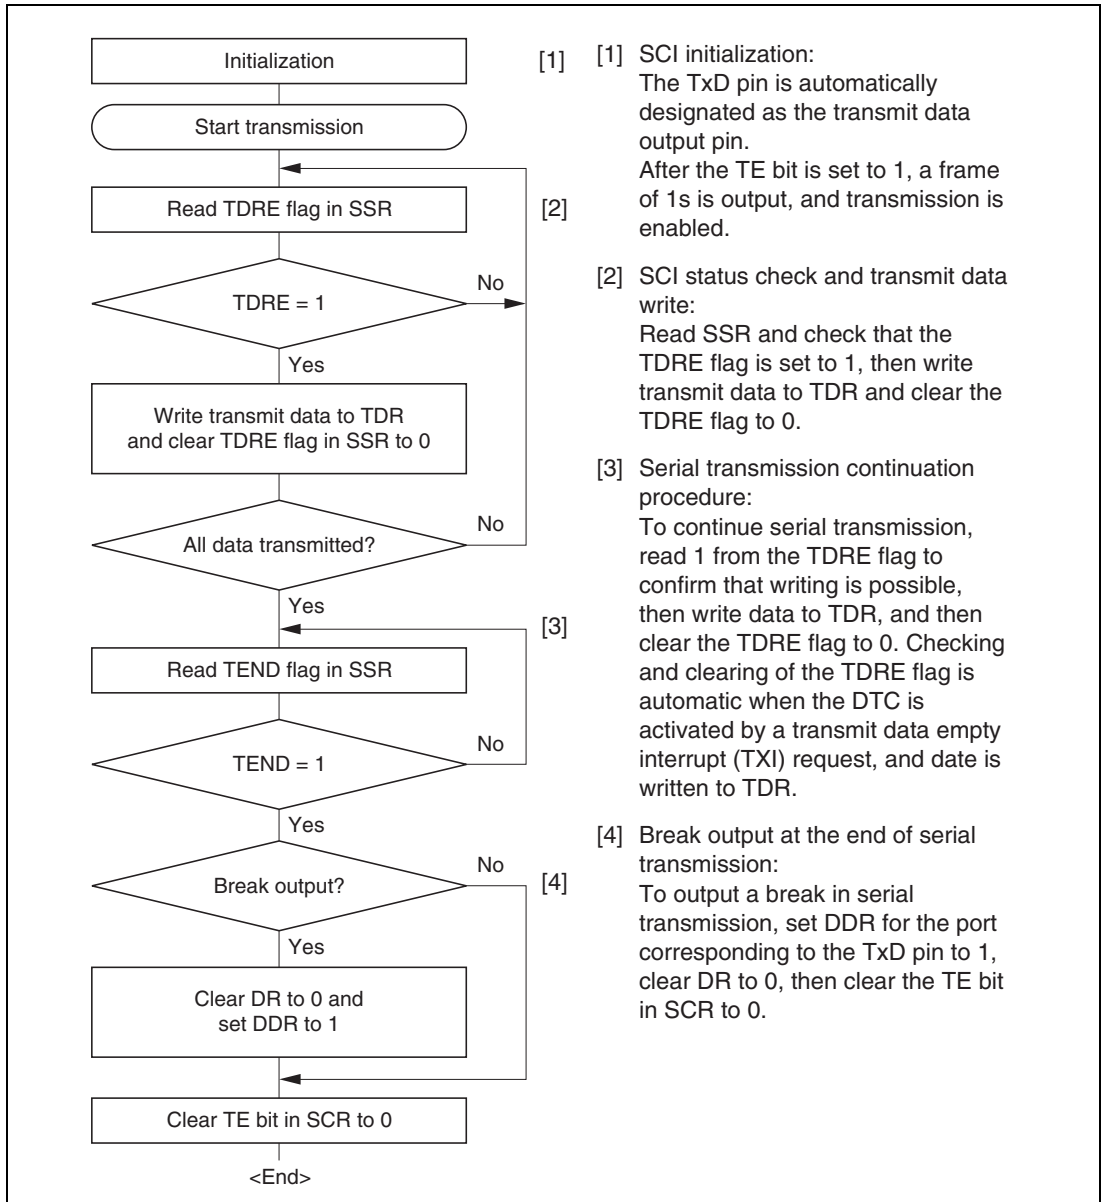 Initialization
[1]
Start transmission
Read TDRE flag in SSR
[2]
TDRE = 1
No
Yes
Write transmit data to TDR
and clear TDRE flag in SSR to 0
All data transmitted?
No
Yes
[3]
Read TEND flag in SSR
TEND = 1
No
Yes
Break output?
No
[4]
Yes
Clear DR to 0 and
set DDR to 1
Clear TE bit in SCR to 0
<End>
[1] SCI initialization:
The TxD pin is automatically
designated as the transmit data
output pin.
After the TE bit is set to 1, a frame
of 1s is output, and transmission is
enabled.
[2] SCI status check and transmit data
write:
Read SSR and check that the
TDRE flag is set to 1, then write
transmit data to TDR and clear the
TDRE flag to 0.
[3] Serial transmission continuation
procedure:
To continue serial transmission,
read 1 from the TDRE flag to
confirm that writing is possible,
then write data to TDR, and then
clear the TDRE flag to 0. Checking
and clearing of the TDRE flag is
automatic when the DTC is
activated by a transmit data empty
interrupt (TXI) request, and date is
written to TDR.
[4] Break output at the end of serial
transmission:
To output a break in serial
transmission, set DDR for the port
corresponding to the TxD pin to 1,
clear DR to 0, then clear the TE bit
in SCR to 0.